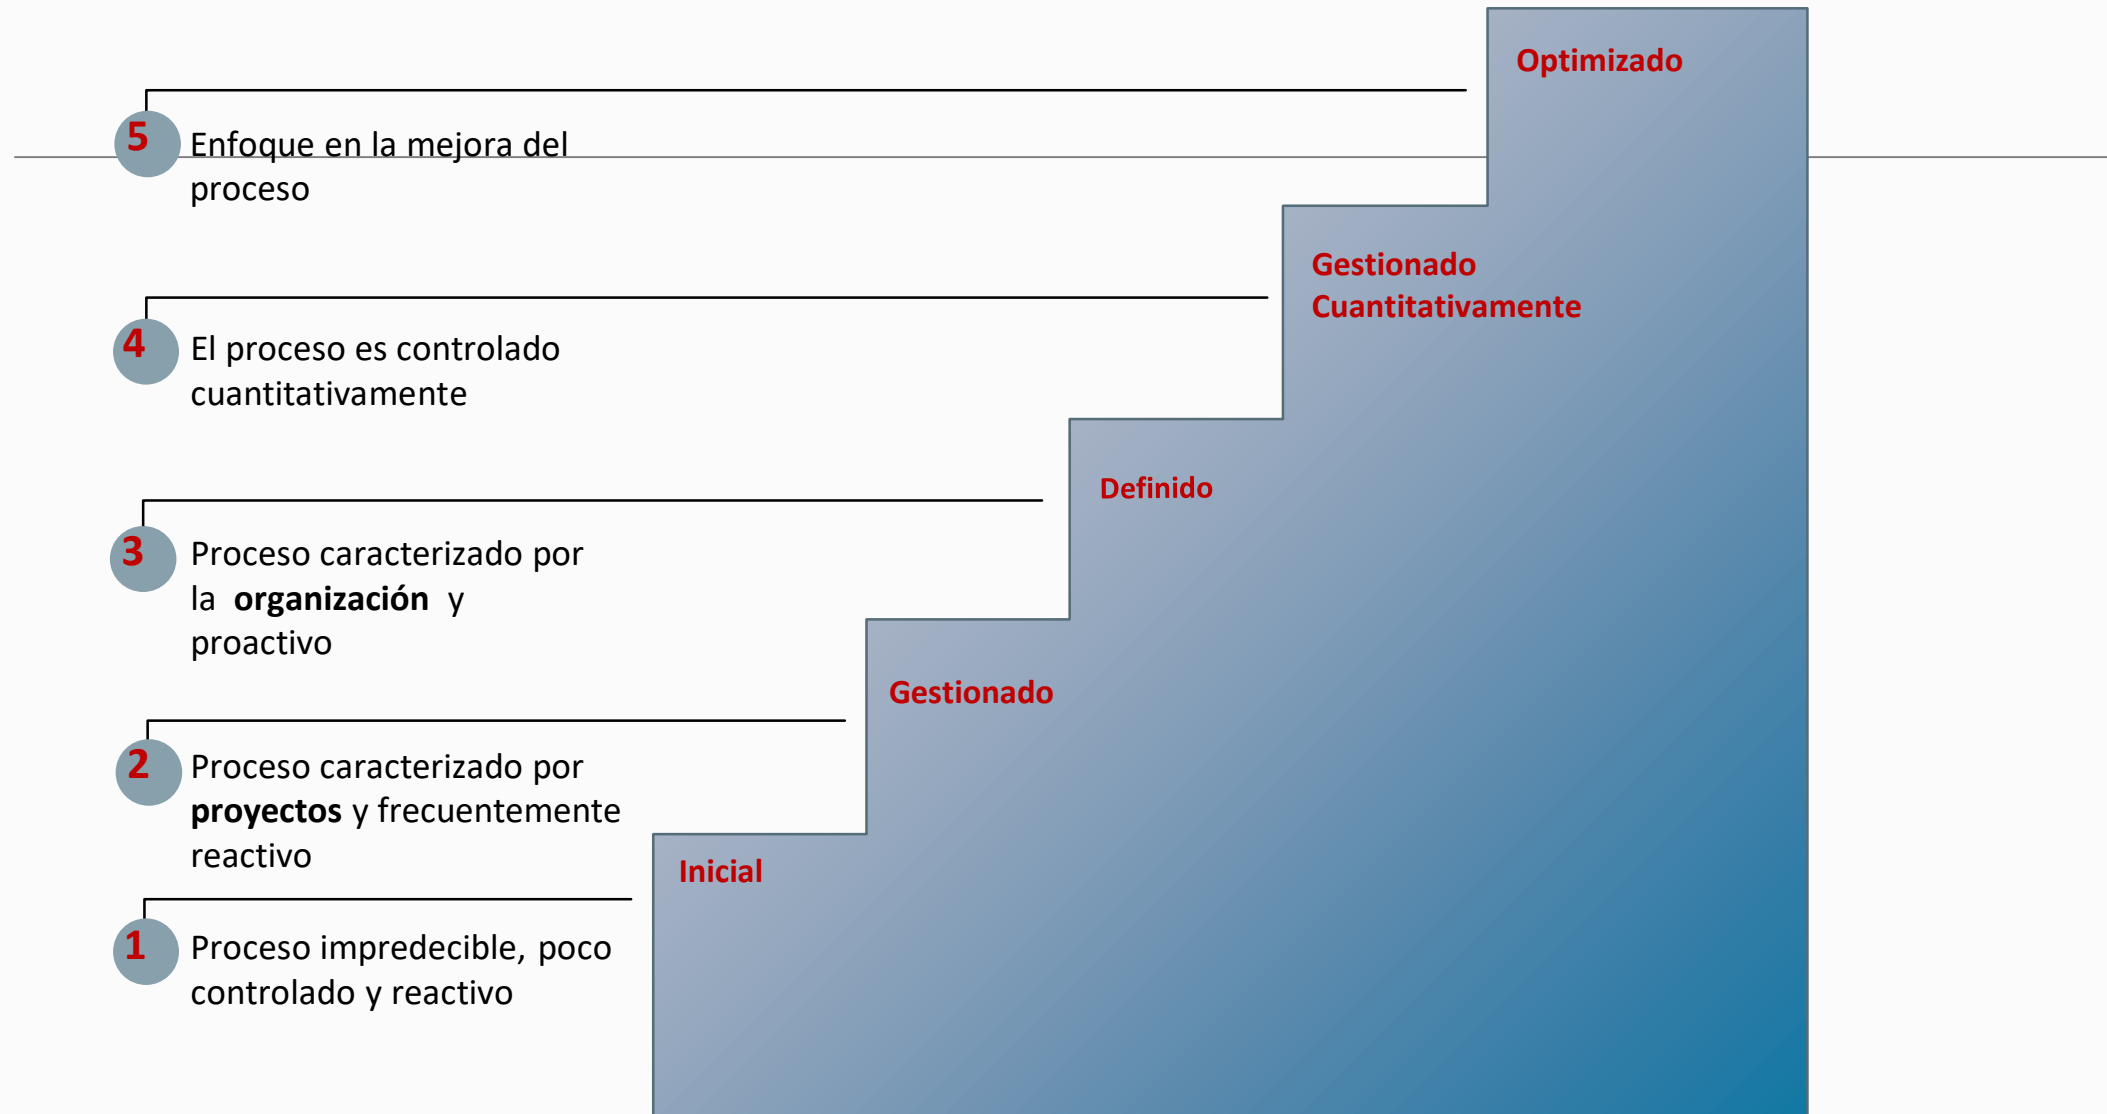 Optimizado
5
Enfoque en la mejora del
proceso
Gestionado
Cuantitativamente
4
El proceso es controlado
cuantitativamente
Definido
3
Proceso caracterizado por
la organización y
proactivo
Gestionado
2
Proceso caracterizado por
proyectos y frecuentemente
reactivo
Inicial
1
Proceso impredecible, poco
controlado y reactivo